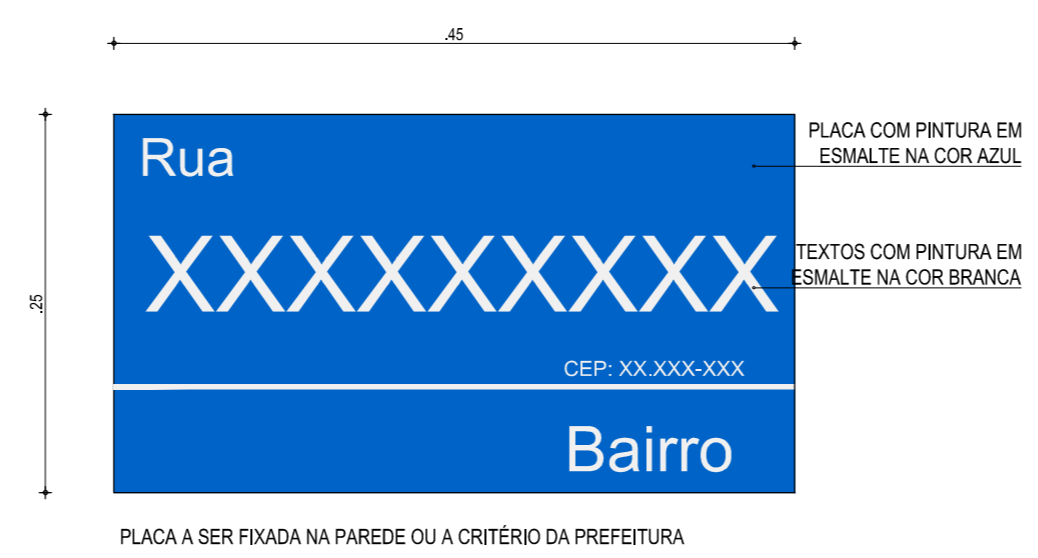 .45
PLACA COM PINTURA EM
ESMALTE NA COR AZUL
Rua
TEXTOS COM PINTURA EM
ESMALTE NA COR BRANCA
XXXXXXXXX
.25
CEP: XX.XXX-XXX
Bairro
PLACA A SER FIXADA NA PAREDE OU A CRITÉRIO DA PREFEITURA